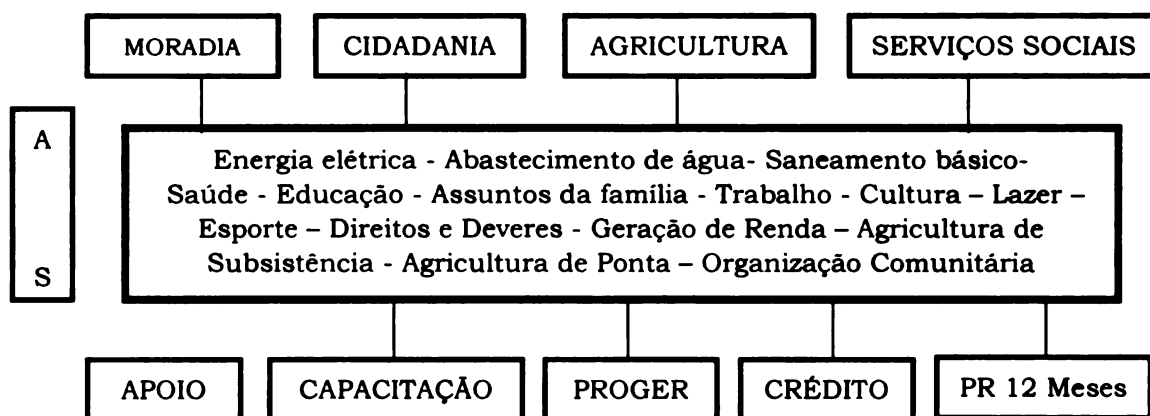 MORADIA CIDADANIA AGRICULTURA SERVIÇOS SOCIAIS
A
Energia elétrica - Abastecimento de água- Saneamento básico-
Saúde - Educação - Assuntos da família - Trabalho - Cultura – Lazer –
Esporte – Direitos e Deveres - Geração de Renda – Agricultura de
Subsistência - Agricultura de Ponta – Organização Comunitária
S
APOIO CAPACITAÇÃO PROGER CRÉDITO PR 12 Meses